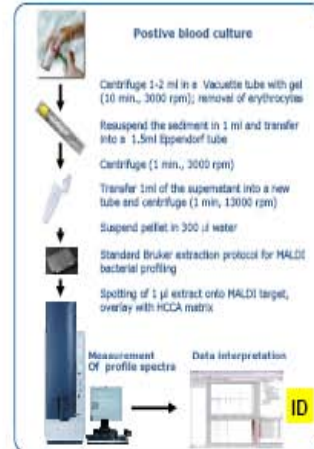 Postive blood culture
Centrifuge 1-2 ml in a Vacuette tube with gel
(10 min., 3000 rpm); removal of erythrocytes
Resuspend the sediment in 1 ml and transfer
into a 1.5ml Eppendorf tube
Centrifuge (1 min., 3000 rpm)
Transfer 1ml of the supernatant into a new
tube and centrifuge (1 min, 13000 rpm)
Suspend pelllet in 300 µl water
Standard Bruker extraction protocol for MALDI
bacterial profiling
Spotting of 1 µl extract onto MALDI target,
overlay with HCCA matrix
Measurement
Of profile spectra
Data interpretation
ID